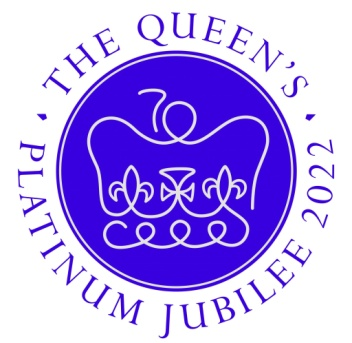 THE QUEEN'S
PLATINUM JUBILEE 2022
70